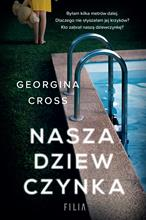 Byłam kilka metrów dalej.
Dlaczego nie słyszałam jej krzyków?
Kto zabrał naszą dziewczynkę?
GEORGINA
CROSS
NASZA
DZIEW
CZYNKA
FILIA